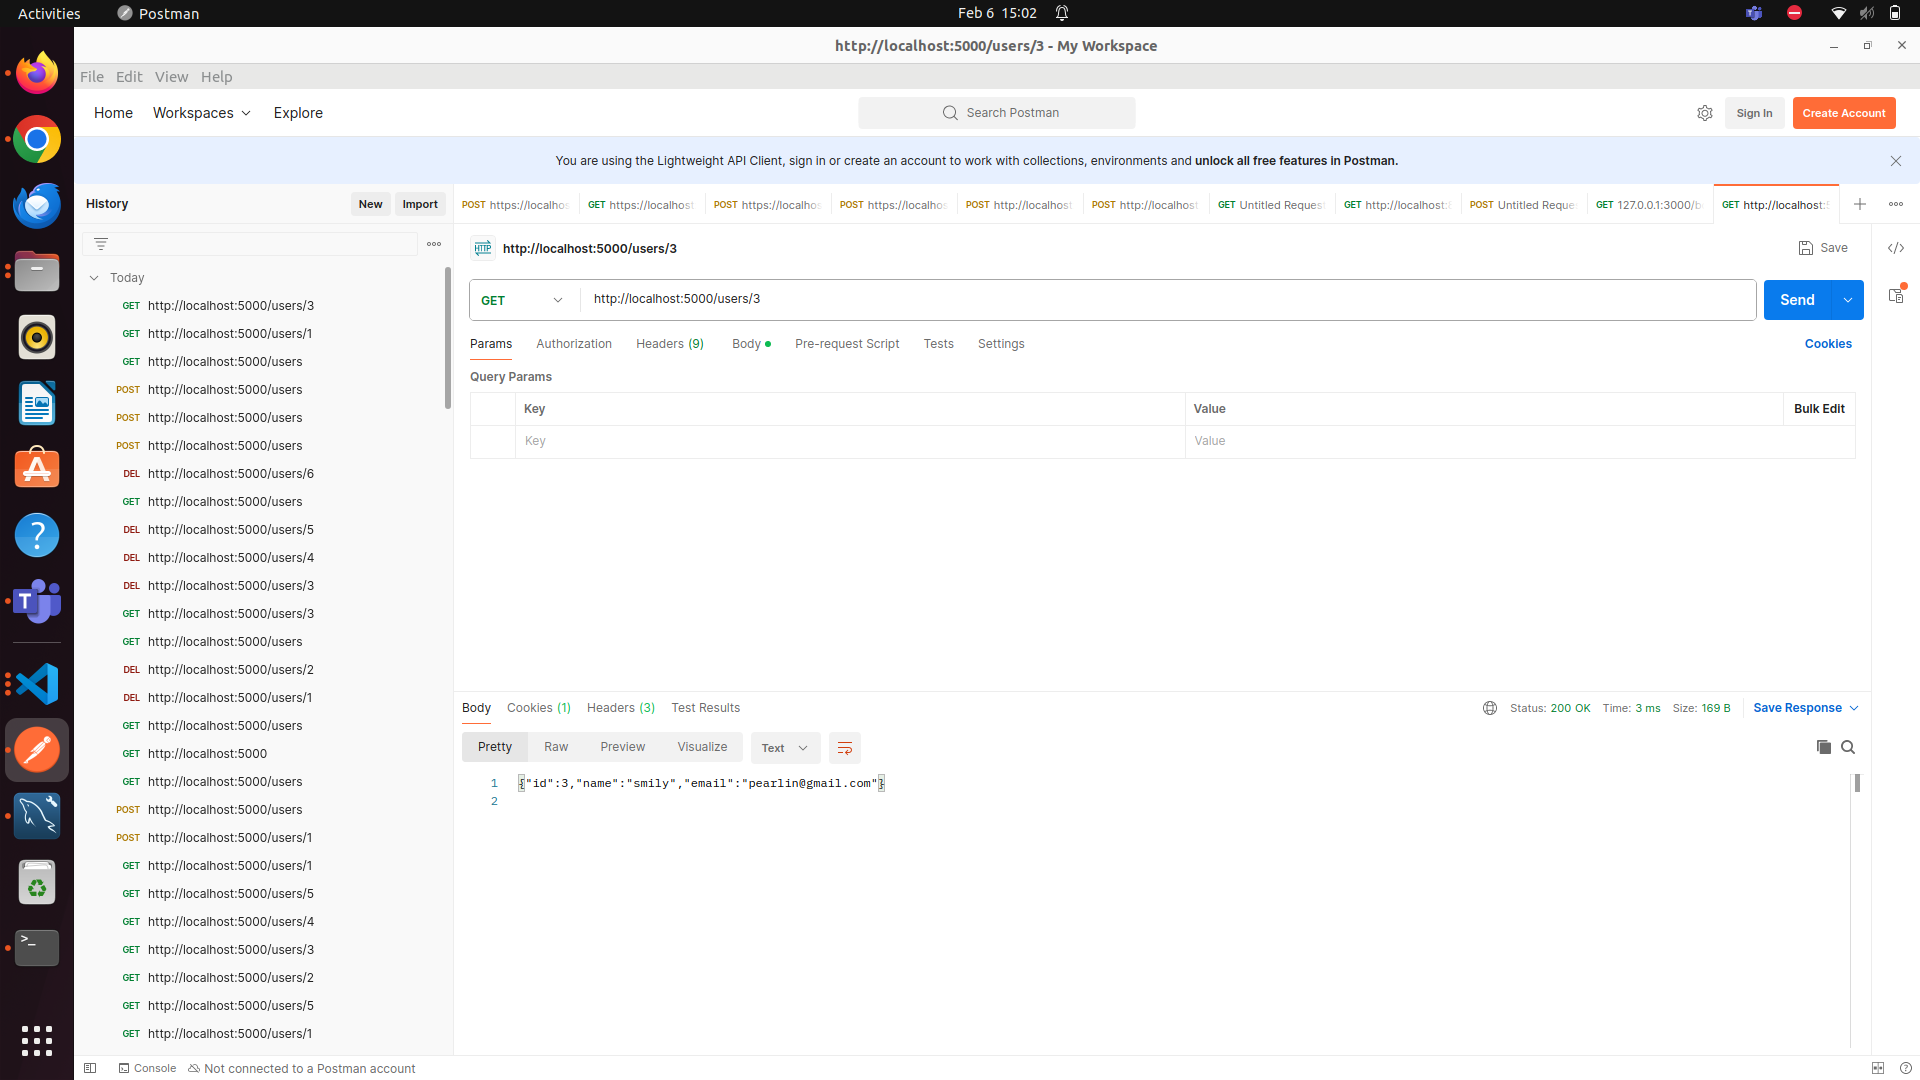 Activities Postman Feb 6 15:02
http://localhost:5000/users/3 - My Workspace
File Edit View Help
Home Workspaces Explore Search Postman Sign In Create Account
You are using the Lightweight API Client, sign in or create an account to work with collections, environments and unlock all free features in Postman.
History New Import
POST https://localhos GET https://localhost POST https://localhos POST https://localhos POST http://localhost POST http://localhost GET Untitled Reques GET http://localhost: POST Untitled Reque GET 127.0.0.1:3000/b GET http://localhost:5
http://localhost:5000/users/3 Save
Today
GET http://localhost:5000/users/3
GET http://localhost:5000/users/1
GET http://localhost:5000/users
POST http://localhost:5000/users
POST http://localhost:5000/users
POST http://localhost:5000/users
DEL http://localhost:5000/users/6
GET http://localhost:5000/users
DEL http://localhost:5000/users/5
DEL http://localhost:5000/users/4
DEL http://localhost:5000/users/3
GET http://localhost:5000/users/3
GET http://localhost:5000/users
DEL http://localhost:5000/users/2
DEL http://localhost:5000/users/1
GET http://localhost:5000/users
GET http://localhost:5000
GET http://localhost:5000/users
POST http://localhost:5000/users
POST http://localhost:5000/users/1
GET http://localhost:5000/users/1
GET http://localhost:5000/users/5
GET http://localhost:5000/users/4
GET http://localhost:5000/users/3
GET http://localhost:5000/users/2
GET http://localhost:5000/users/5
GET http://localhost:5000/users/1
GET http://localhost:5000/users/3 Send
Params Authorization Headers (9) Body Pre-request Script Tests Settings Cookies
Query Params
Key Value Bulk Edit
Key Value
Body Cookies (1) Headers (3) Test Results Status: 200 OK Time: 3 ms Size: 169 B Save Response
Pretty Raw Preview Visualize Text
1 {"id":3,"name":"smily","email":"pearlin@gmail.com"}
2
Console Not connected to a Postman account